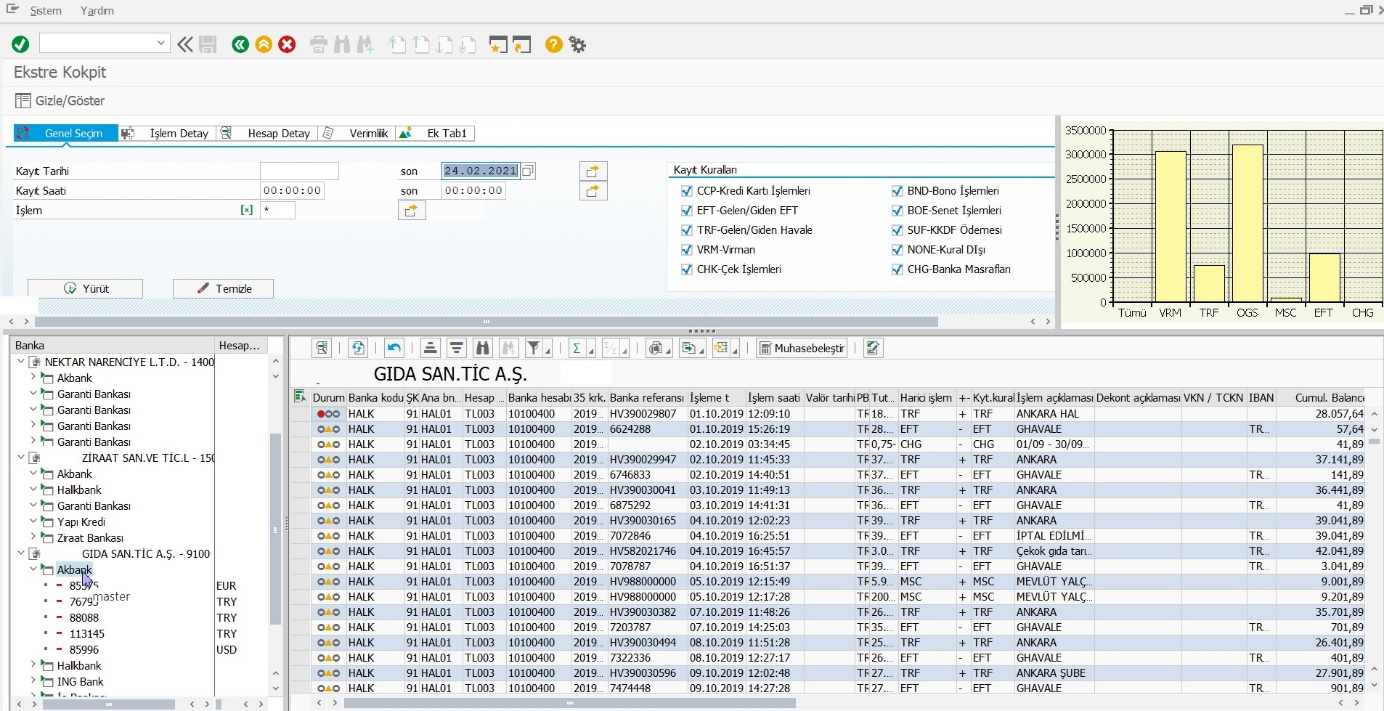 Sistem Yardım
Ekstre Kokpit
Gizle/Göster
Genel Seçim İşlem Detay Hesap Detay Verimlilik Ek Tab1
Kayıt Tarihi son 24.02.2021
Kayıt Saati 00:00:00 son 00:00:00
İşlem *
Yürüt Temizle
Kayıt Kuralları
CCP-Kredi Kartı İşlemleri BND-Bono İşlemleri
EFT-Gelen/Giden EFT BOE-Senet İşlemleri
TRF-Gelen/Giden Havale SUF-KKDF Ödemesi
VRM-Virman NONE-Kural Dışı
CHK-Çek İşlemleri CHG-Banka Masrafları
3500000
3000000
2500000
2000000
1500000
1000000
500000
0
Tümü VRM TRF OGS MSC EFT CHG
Banka Hesap...
NEKTAR NARENCİYE L.T.D. - 1400
Akbank
Garanti Bankası
Garanti Bankası
Garanti Bankası
Garanti Bankası
ZİRAAT SAN.VE TİC.L - 150
Akbank
Halkbank
Garanti Bankası
Yapı Kredi
Ziraat Bankası
GIDA SAN.TİC A.Ş. - 9100
Akbank
EUR
master
TRY
88088 TRY
113145 TRY
85996 USD
Halkbank
ING Bank
Muhasebeleştir
GIDA SAN.TİC A.Ş.
Durum Banka kodu ŞK Ana bn... Hesap ... Banka hesabı 35 krk. Banka referansı İşleme t İşlem saati Valör tarihi PB Tut... Harici işlem +- Kyt.kural İşlem açıklaması Dekont açıklaması VKN / TCKN IBAN Cumul. Balance
HALK 91 HAL01 TL003 10100400 2019... HV390029807 01.10.2019 12:09:10 TR 18.... TRF + TRF ANKARA HAL 28.057,64
HALK 91 HAL01 TL003 10100400 2019... 6624288 01.10.2019 15:26:19 TR 28.... EFT - EFT GHAVALE TR... 57,64
HALK 91 HAL01 TL003 10100400 2019... 02.10.2019 03:34:45 TR 0,75- CHG - CHG 01/09 - 30/09... 41,89
HALK 91 HAL01 TL003 10100400 2019... HV390029947 02.10.2019 11:45:33 TR 37.... TRF + TRF ANKARA 37.141,89
HALK 91 HAL01 TL003 10100400 2019... 6746833 02.10.2019 14:40:51 TR 37.... EFT - EFT GHAVALE TR... 141,89
HALK 91 HAL01 TL003 10100400 2019... HV390030041 03.10.2019 11:49:13 TR 36.... TRF + TRF ANKARA 36.441,89
HALK 91 HAL01 TL003 10100400 2019... 6875292 03.10.2019 14:41:31 TR 36.... EFT - EFT GHAVALE TR... 41,89
HALK 91 HAL01 TL003 10100400 2019... HV390030165 04.10.2019 12:02:23 TR 39.... TRF + TRF ANKARA 39.041,89
HALK 91 HAL01 TL003 10100400 2019... 7072846 04.10.2019 16:25:51 TR 39.... EFT - EFT İPTAL EDİLMİ... TR... 39.041,89
HALK 91 HAL01 TL003 10100400 2019... HV582021746 04.10.2019 16:45:57 TR 3.0... TRF + TRF Çekok gıda tarı... TR... 42.041,89
HALK 91 HAL01 TL003 10100400 2019... 7078787 04.10.2019 16:51:37 TR 39.... EFT - EFT GHAVALE TR... 3.041,89
HALK 91 HAL01 TL003 10100400 2019... HV988000000 05.10.2019 12:15:49 TR 5.9... MSC + MSC MEVLÜT YALÇ... 9.001,89
HALK 91 HAL01 TL003 10100400 2019... HV988000000 05.10.2019 12:17:28 TR 200... MSC + MSC MEVLÜT YALÇ... 9.201,89
HALK 91 HAL01 TL003 10100400 2019... HV390030382 07.10.2019 11:48:26 TR 26.... TRF + TRF ANKARA 35.701,89
HALK 91 HAL01 TL003 10100400 2019... 7203787 07.10.2019 14:25:03 TR 35.... EFT - EFT GHAVALE TR... 701,89
HALK 91 HAL01 TL003 10100400 2019... HV390030494 08.10.2019 11:51:28 TR 25.... TRF + TRF ANKARA 26.401,89
HALK 91 HAL01 TL003 10100400 2019... 7322336 08.10.2019 12:27:17 TR 26.... EFT - EFT GHAVALE TR... 401,89
HALK 91 HAL01 TL003 10100400 2019... HV390030596 09.10.2019 12:02:48 TR 27.... TRF + TRF ANKARA ŞUBE 27.901,89
HALK 91 HAL01 TL003 10100400 2019... 7474448 09.10.2019 14:27:28 TR 27.... EFT - EFT GHAVALE TR... 901,89